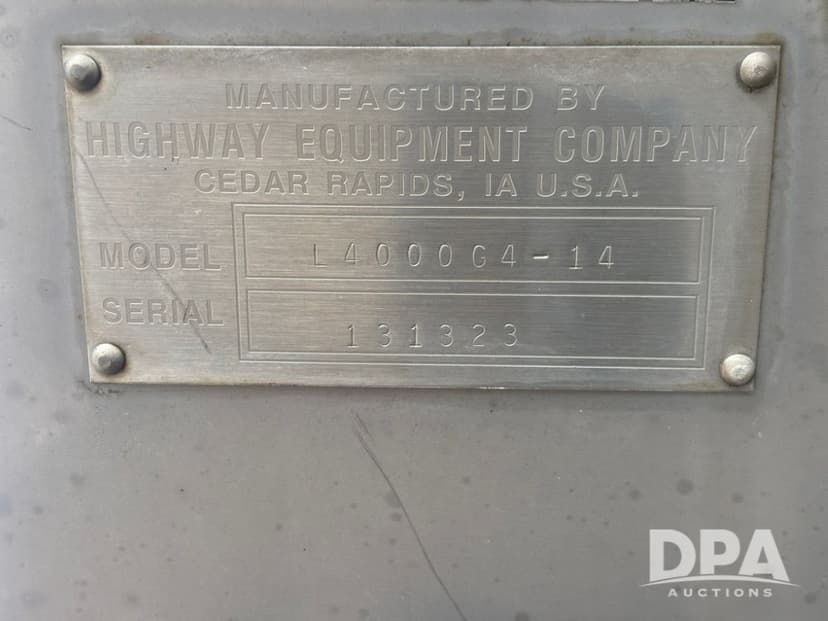 MANUFACTURED BY
HIGHWAY EQUIPMENT COMPANY
CEDAR RAPIDS, IA U.S.A.
MODEL L4000G4-14
SERIAL 131323
DPA
AUCTIONS